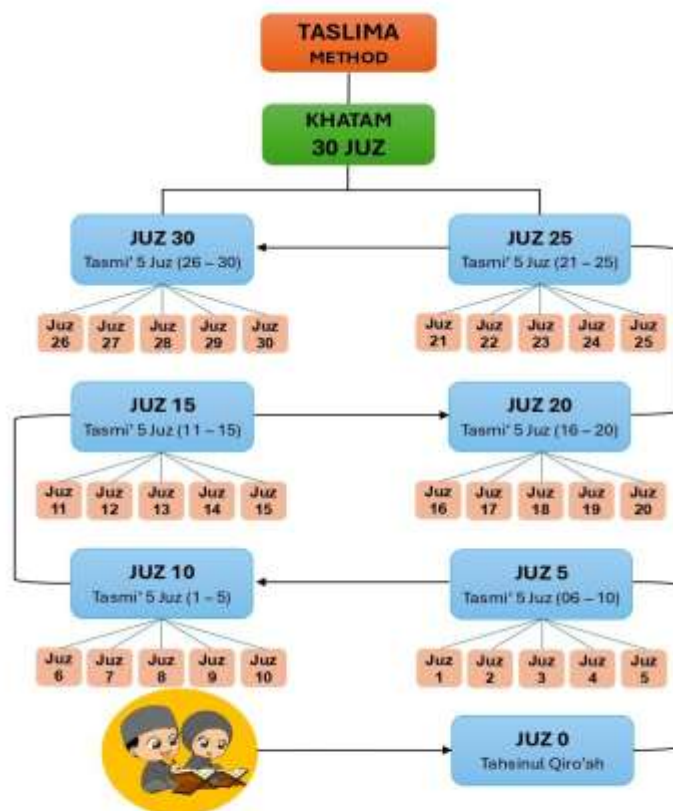 TASLIMA
METHOD
KHATAM
30 JUZ
JUZ 30
Tasmi' 5 Juz (26 – 30)
JUZ 25
Tasmi' 5 Juz (21 – 25)
Juz 26
Juz 27
Juz 28
Juz 29
Juz 30
Juz 21
Juz 22
Juz 23
Juz 24
Juz 25
JUZ 15
Tasmi' 5 Juz (11 – 15)
JUZ 20
Tasmi' 5 Juz (16 – 20)
Juz 11
Juz 12
Juz 13
Juz 14
Juz 15
Juz 16
Juz 17
Juz 18
Juz 19
Juz 20
JUZ 10
Tasmi' 5 Juz (1 – 5)
JUZ 5
Tasmi' 5 Juz (06 – 10)
Juz 6
Juz 7
Juz 8
Juz 9
Juz 10
Juz 1
Juz 2
Juz 3
Juz 4
Juz 5
JUZ 0
Tahsinul Qiro'ah